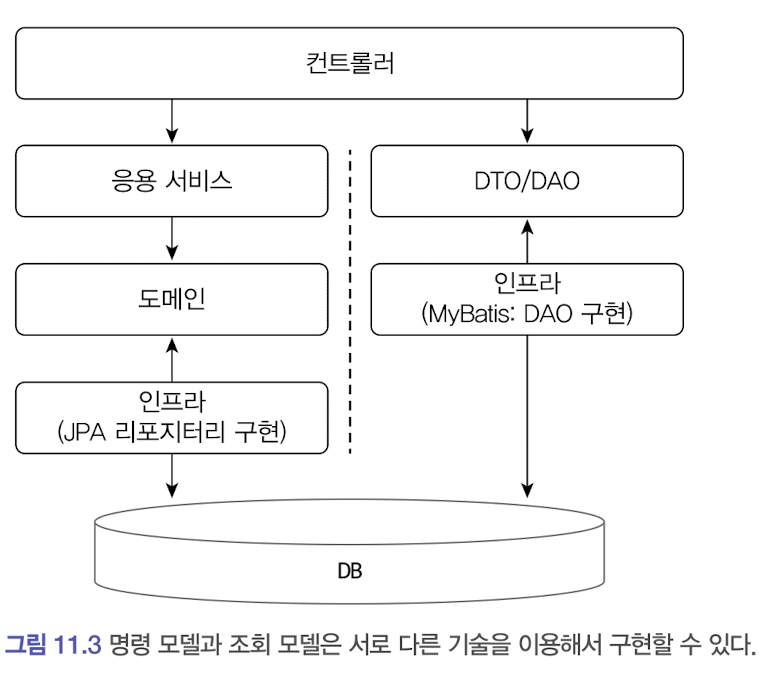 컨트롤러
응용 서비스
DTO/DAO
도메인
인프라
(MyBatis: DAO 구현)
인프라
(JPA 리포지터리 구현)
DB
그림 11.3 명령 모델과 조회 모델은 서로 다른 기술을 이용해서 구현할 수 있다.